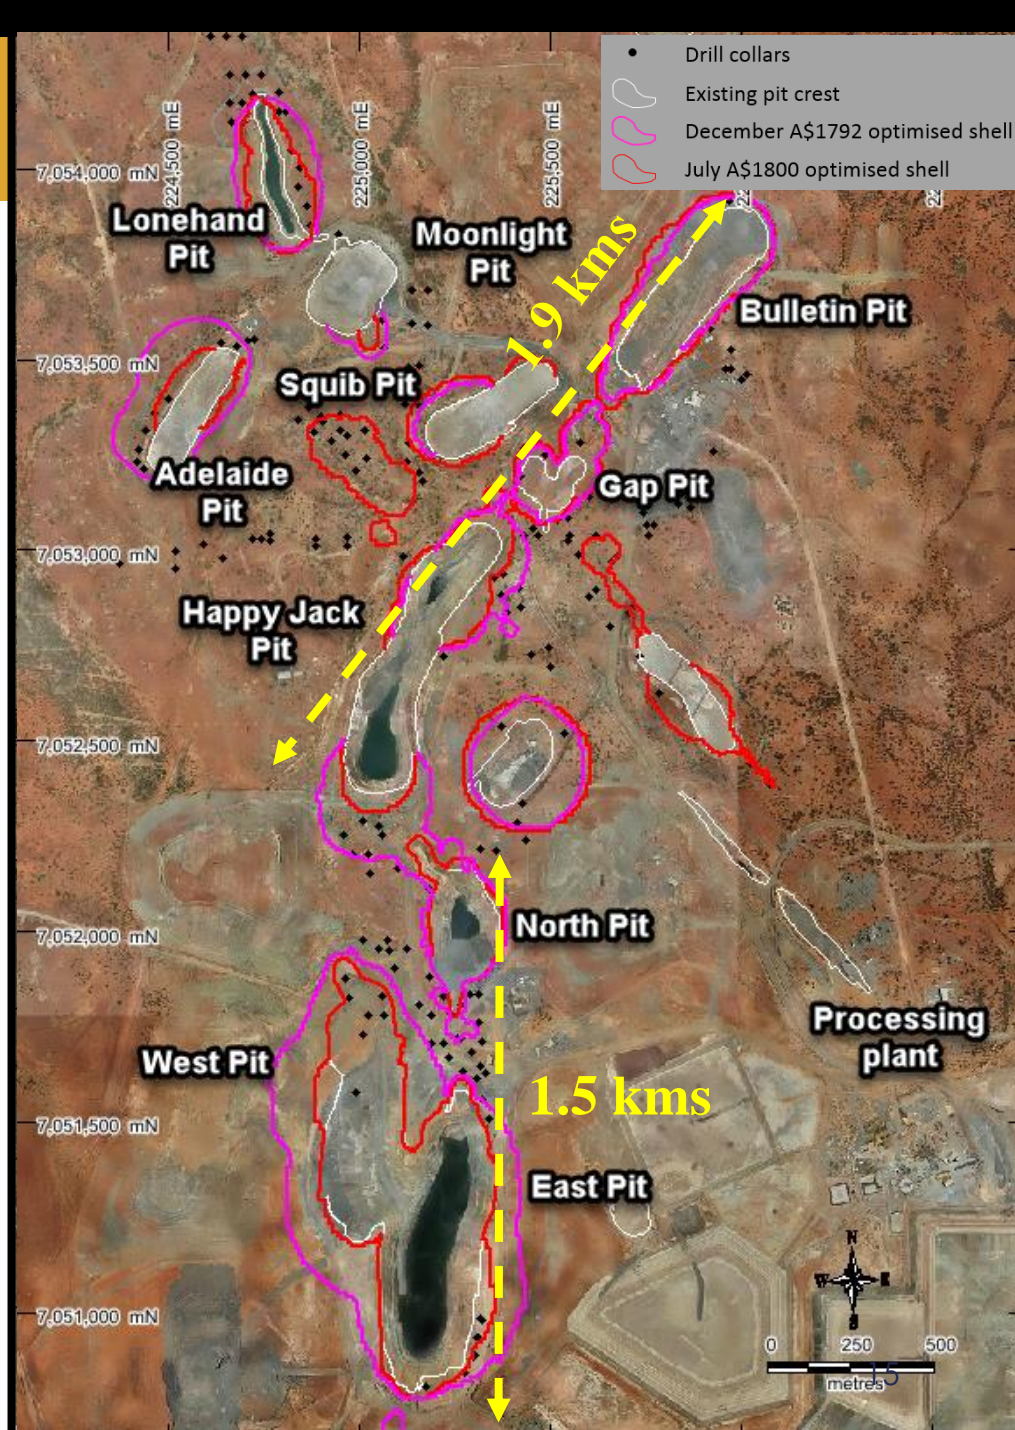 Drill collars
Existing pit crest
December A$1792 optimised shell
July A$1800 optimised shell
224,500 mE
225,000 mE
225,500 mE
7,054,000 mN
Lonehand
Pit
Moonlight
Pit
1.9 kms
Bulletin Pit
7,053,500 mN
Squib Pit
Adelaide
Pit
Gap Pit
7,053,000 mN
Happy Jack
Pit
7,052,500 mN
7,052,000 mN
North Pit
Processing
plant
West Pit
1.5 kms
7,051,500 mN
East Pit
N
W E
S
7,051,000 mN
0 250 500
metres
15